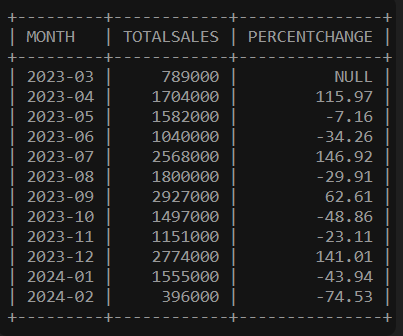 +---------+------------+---------------+
| MONTH   | TOTALSALES | PERCENTCHANGE |
+---------+------------+---------------+
| 2023-03 |     789000 |          NULL |
| 2023-04 |    1704000 |        115.97 |
| 2023-05 |    1582000 |         -7.16 |
| 2023-06 |    1040000 |        -34.26 |
| 2023-07 |    2568000 |        146.92 |
| 2023-08 |    1800000 |        -29.91 |
| 2023-09 |    2927000 |         62.61 |
| 2023-10 |    1497000 |        -48.86 |
| 2023-11 |    1151000 |        -23.11 |
| 2023-12 |    2774000 |        141.01 |
| 2024-01 |    1555000 |        -43.94 |
| 2024-02 |     396000 |        -74.53 |
+---------+------------+---------------+